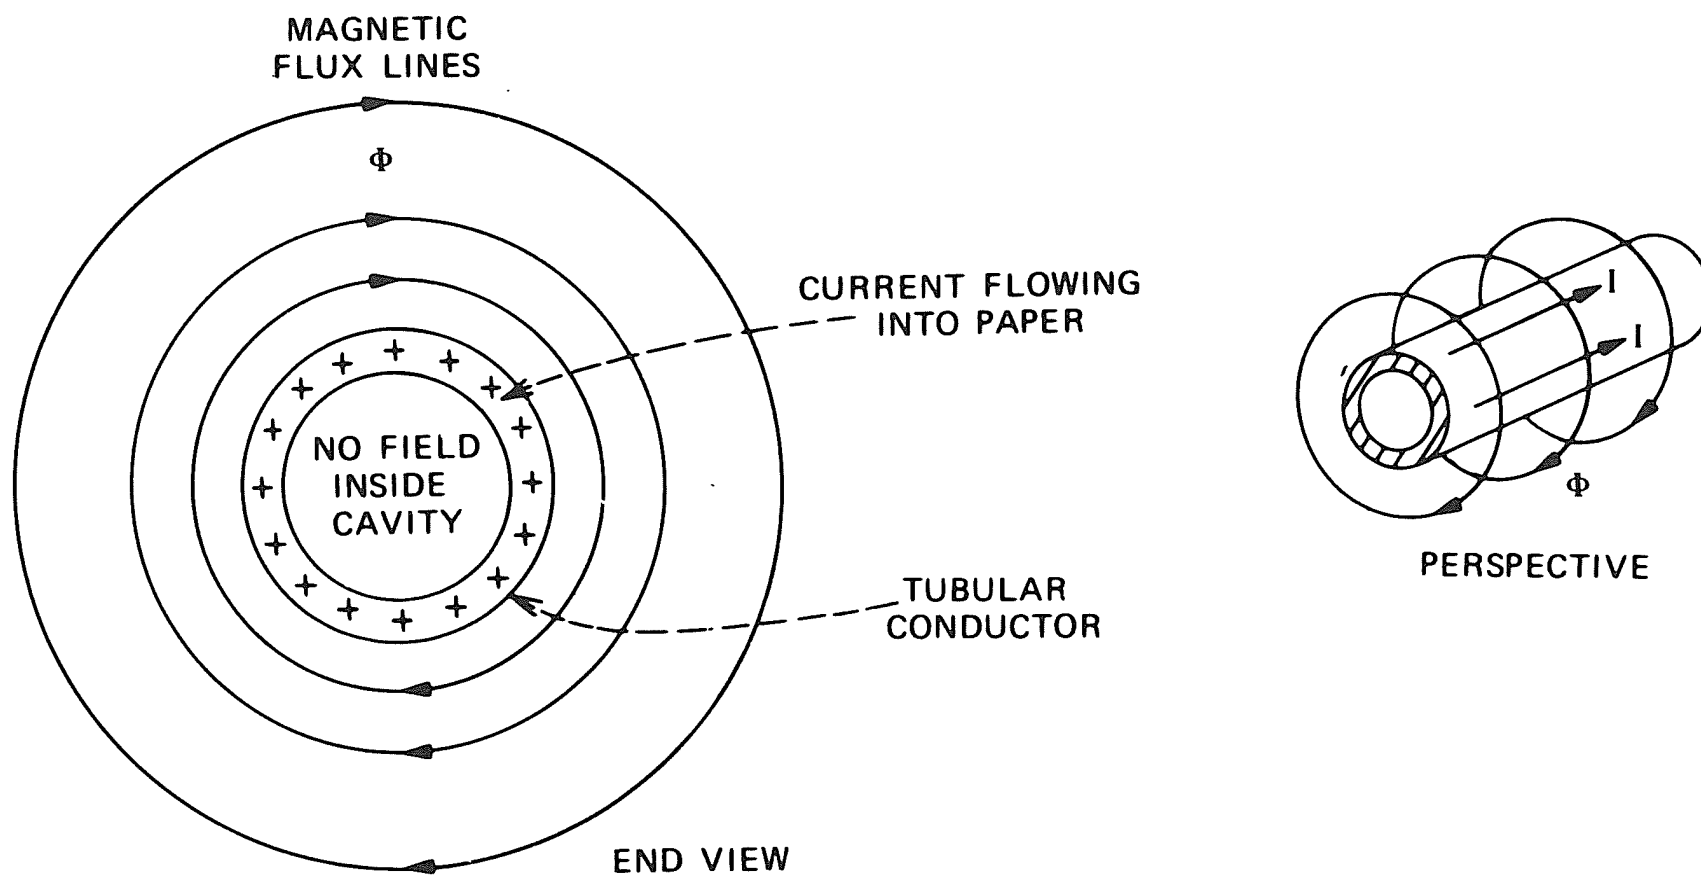 MAGNETIC
FLUX LINES
Φ
CURRENT FLOWING
INTO PAPER
NO FIELD
INSIDE
CAVITY
TUBULAR
CONDUCTOR
END VIEW
I
I
Φ
PERSPECTIVE